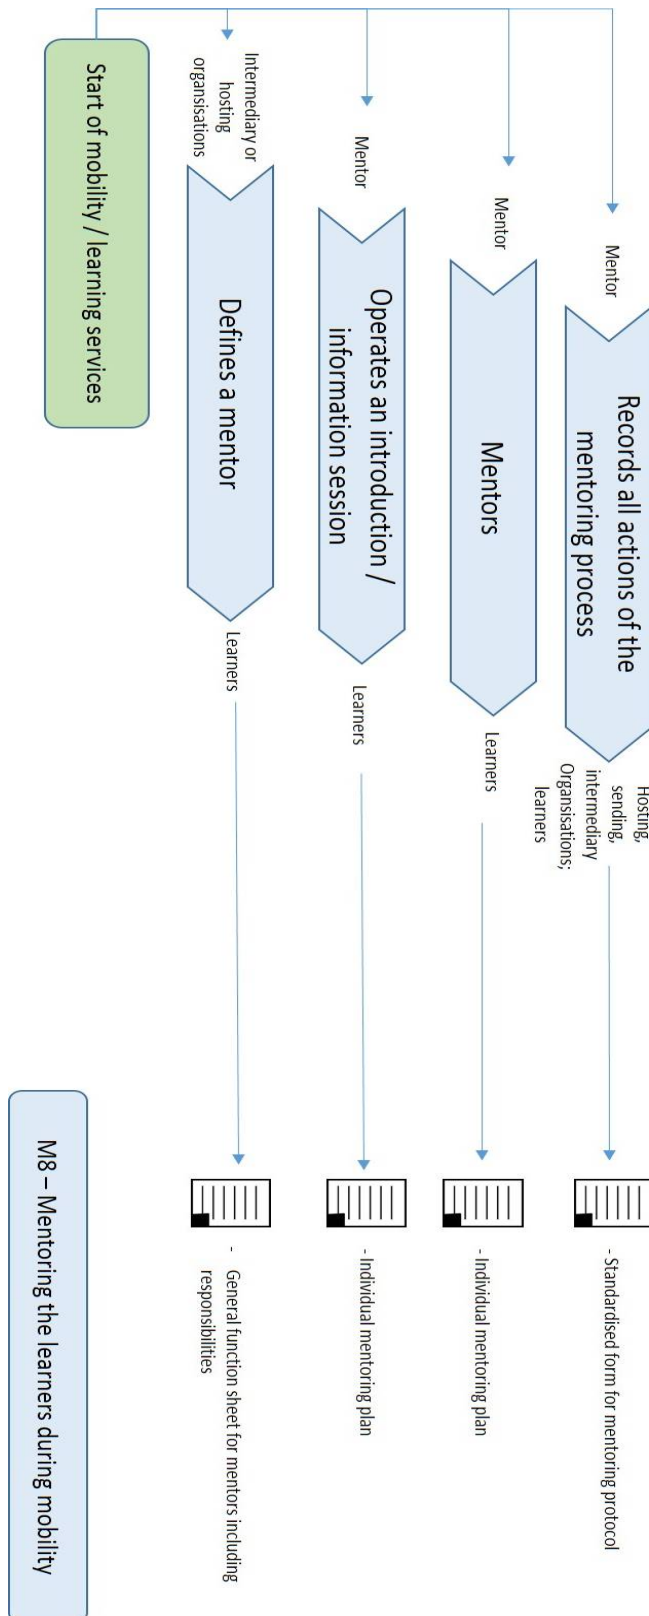 Mentor
Records all actions of the
mentoring process
Hosting,
sending,
intermediary
Organsisations;
learners
- Standardised form for mentoring protocol
Mentor
Mentors
Learners
- Individual mentoring plan
Mentor
Operates an introduction /
information session
Learners
- Individual mentoring plan
Intermediary or
hosting
organsisations
Defines a mentor
Learners
- General function sheet for mentors including
responsibilities
Start of mobility / learning services
M8 – Mentoring the learners during mobility